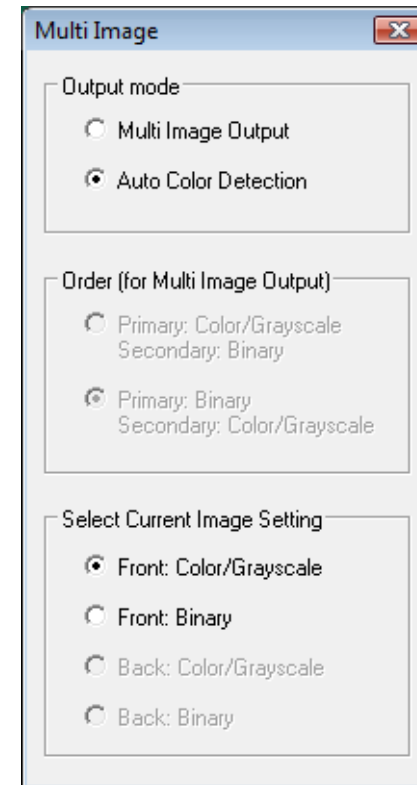 Multi Image
Output mode
Multi Image Output
Auto Color Detection
Order (for Multi Image Output)
Primary: Color/Grayscale
Secondary: Binary
Primary: Binary
Secondary: Color/Grayscale
Select Current Image Setting
Front: Color/Grayscale
Front: Binary
Back: Color/Grayscale
Back: Binary